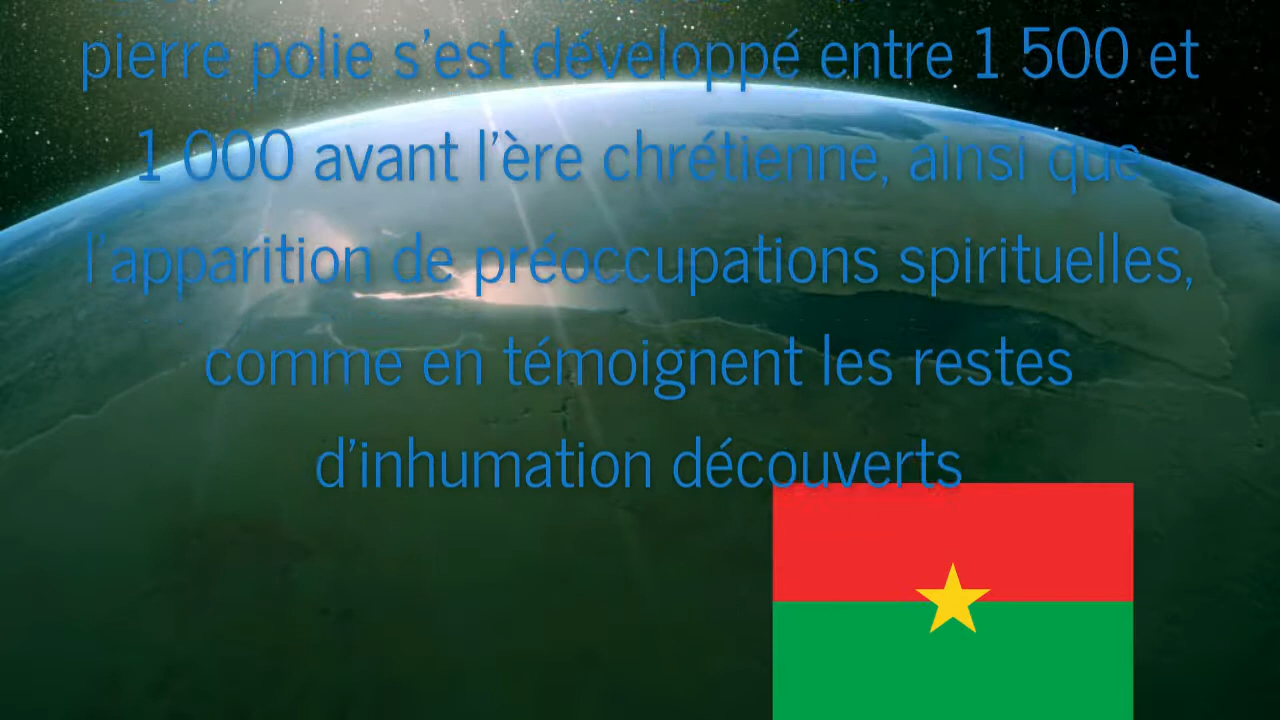 pierre polie s'est développé entre 1 500 et
1 000 avant l'ère chrétienne, ainsi que
l'apparition de préoccupations spirituelles,
comme en témoignent les restes
d'inhumation découverts